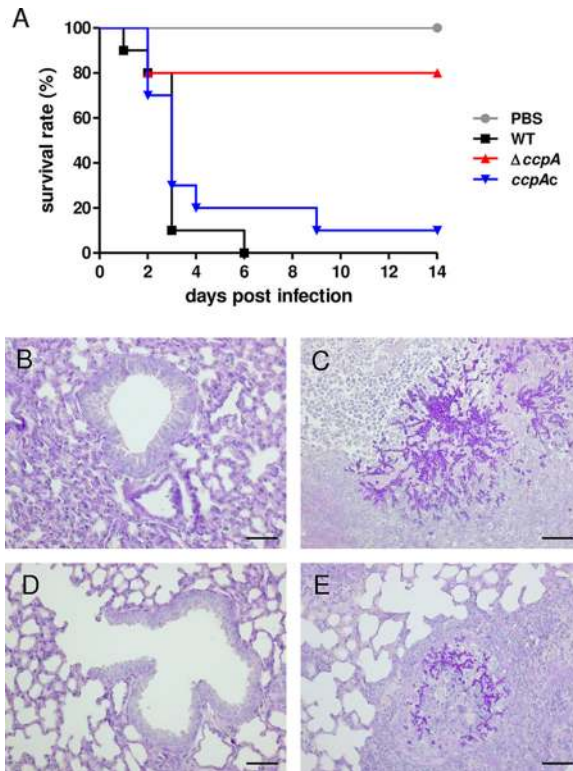 A
survival rate (%)
100
80
60
40
20
0
0 2 4 6 8 10 12 14
days post infection
PBS
WT
ΔccpA
ccpAc
B
C
D
E